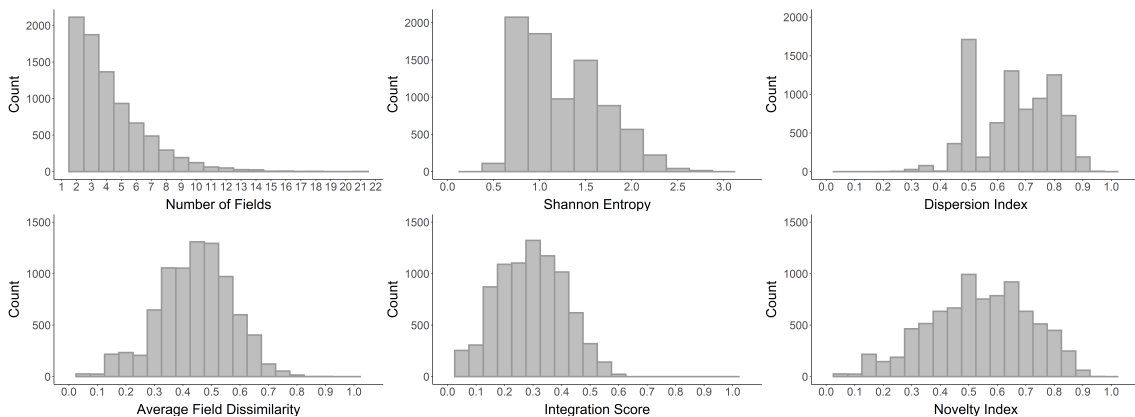 2000
1500
1000
500
0
Count
1 2 3 4 5 6 7 8 9 10 11 12 13 14 15 16 17 18 19 20 21 22
Number of Fields
2000
1500
1000
500
0
Count
0.0 0.5 1.0 1.5 2.0 2.5 3.0
Shannon Entropy
2000
1500
1000
500
0
Count
0.0 0.1 0.2 0.3 0.4 0.5 0.6 0.7 0.8 0.9 1.0
Dispersion Index
1500
1000
500
0
Count
0.0 0.1 0.2 0.3 0.4 0.5 0.6 0.7 0.8 0.9 1.0
Average Field Dissimilarity
1500
1000
500
0
Count
0.0 0.1 0.2 0.3 0.4 0.5 0.6 0.7 0.8 0.9 1.0
Integration Score
1500
1000
500
0
Count
0.0 0.1 0.2 0.3 0.4 0.5 0.6 0.7 0.8 0.9 1.0
Novelty Index